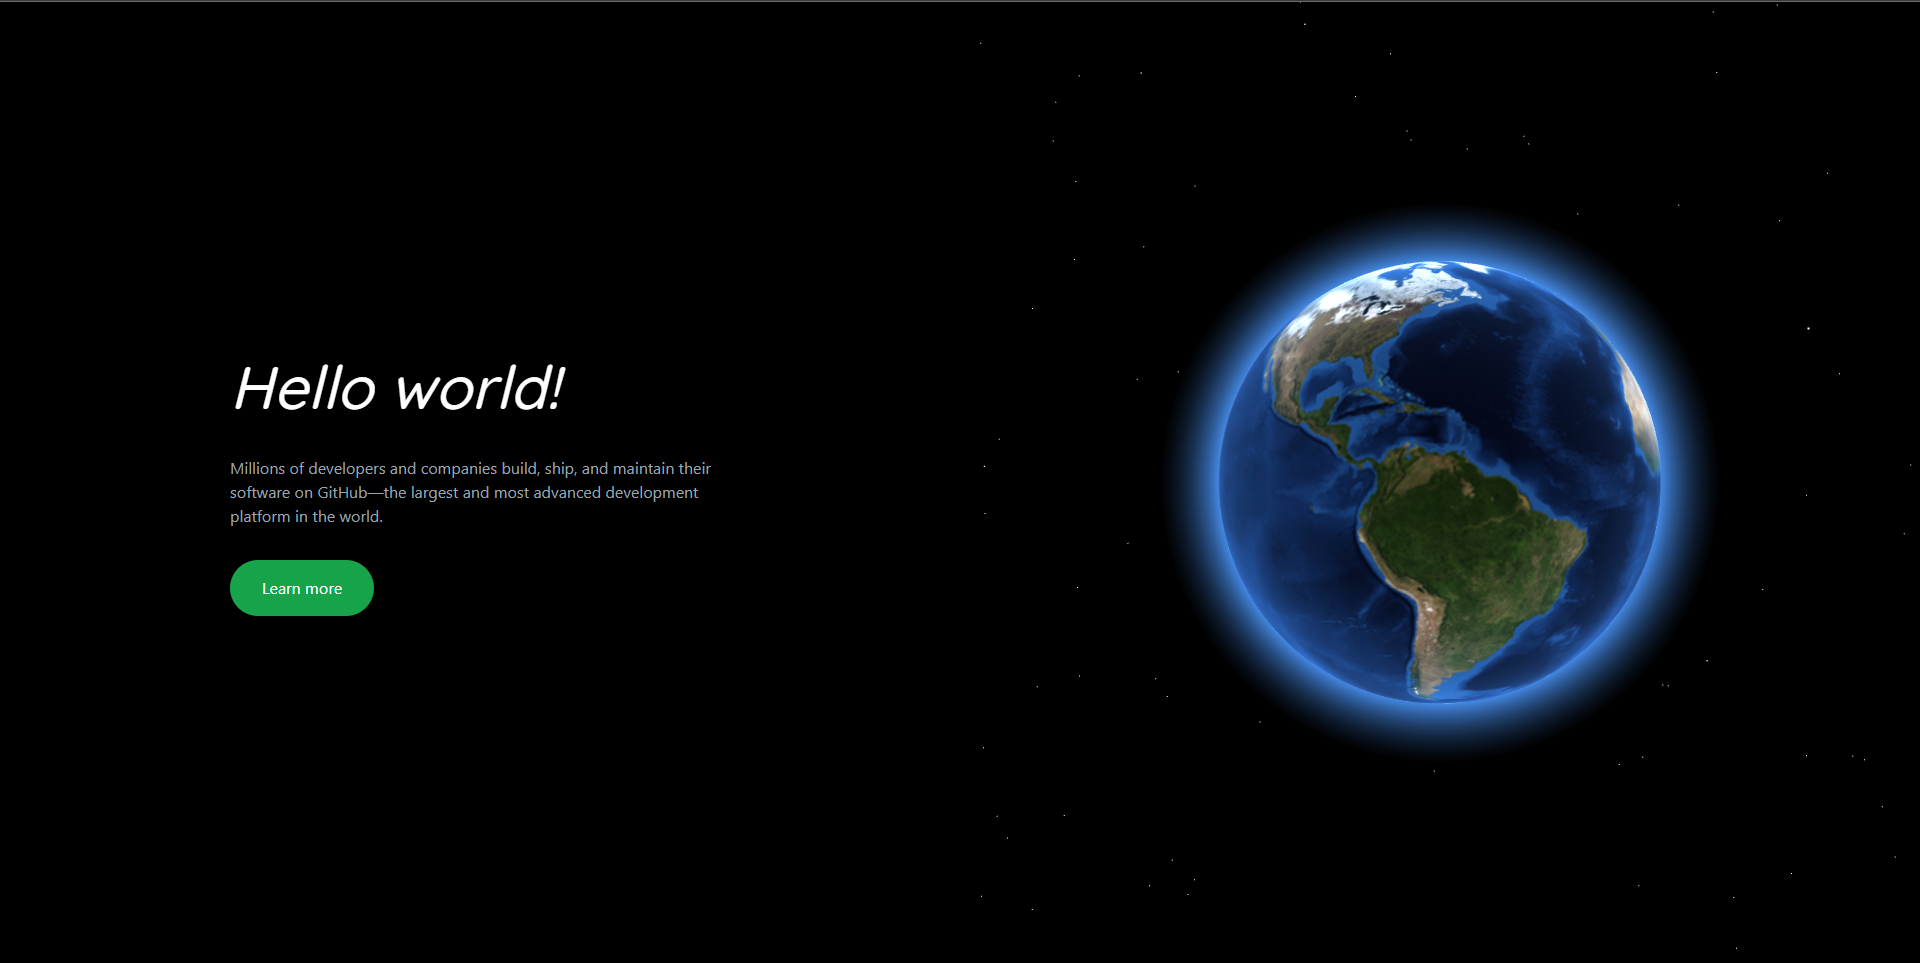 Hello world!
Millions of developers and companies build, ship, and maintain their
software on GitHub—the largest and most advanced development
platform in the world.
Learn more